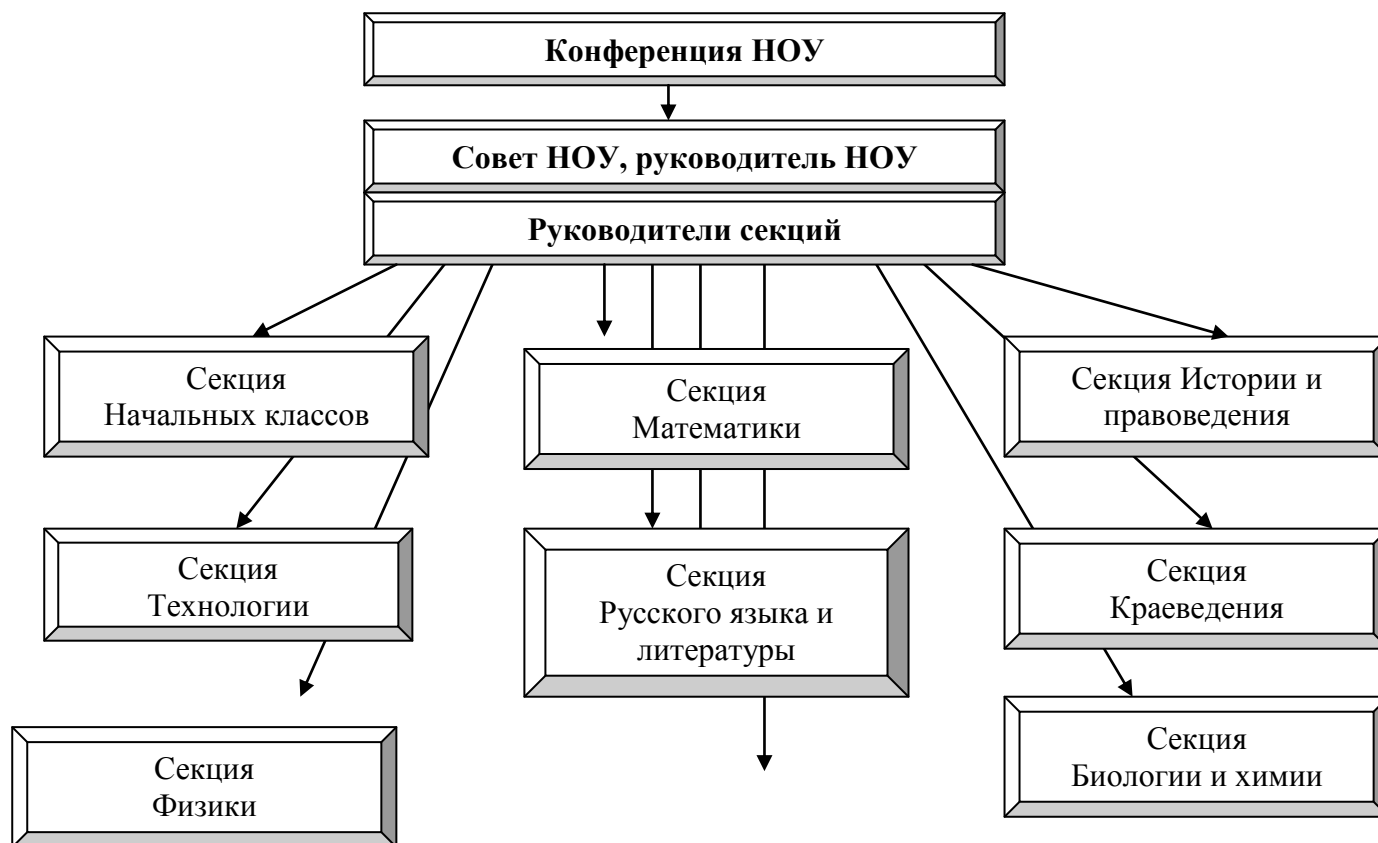 Конференция НОУ
Совет НОУ, руководитель НОУ
Руководители секций
Секция
Начальных классов
Секция
Математики
Секция Истории и
правоведения
Секция
Технологии
Секция
Русского языка и
литературы
Секция
Краеведения
Секция
Физики
Секция
Биологии и химии